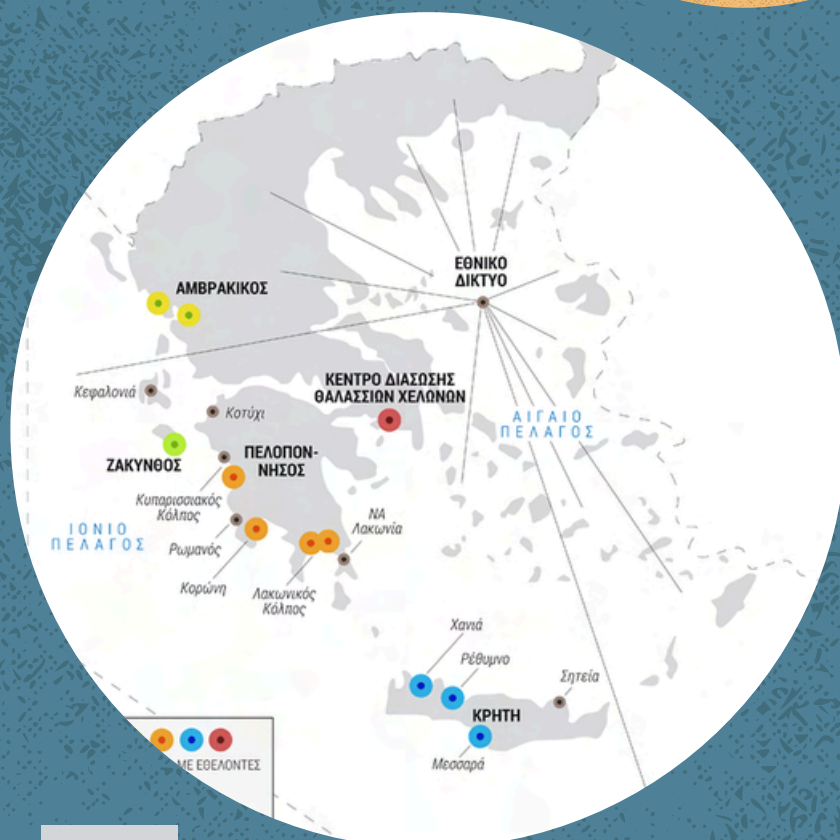 ΕΘΝΙΚΟ
ΔΙΚΤΥΟ
ΑΜΒΡΑΚΙΚΟΣ
ΚΕΝΤΡΟ ΔΙΑΣΩΣΗΣ
ΘΑΛΑΣΣΙΩΝ ΧΕΛΩΝΩΝ
Κεφαλονιά
Κοτύχι
ΑΙΓΑΙΟ
ΠΕΛΑΓΟΣ
ΖΑΚΥΝΘΟΣ
ΠΕΛΟΠΟΝ-
ΝΗΣΟΣ
Κυπαρισσιακός
Κόλπος
ΝΑ
Λακωνία
ΙΟΝΙΟ
ΠΕΛΑΓΟΣ
Ρωμανός
Κορώνη
Λακωνικός
Κόλπος
Χανιά
Ρέθυμνο
Σητεία
ΚΡΗΤΗ
Μεσσαρά
ΜΕ ΕΘΕΛΟΝΤΕΣ